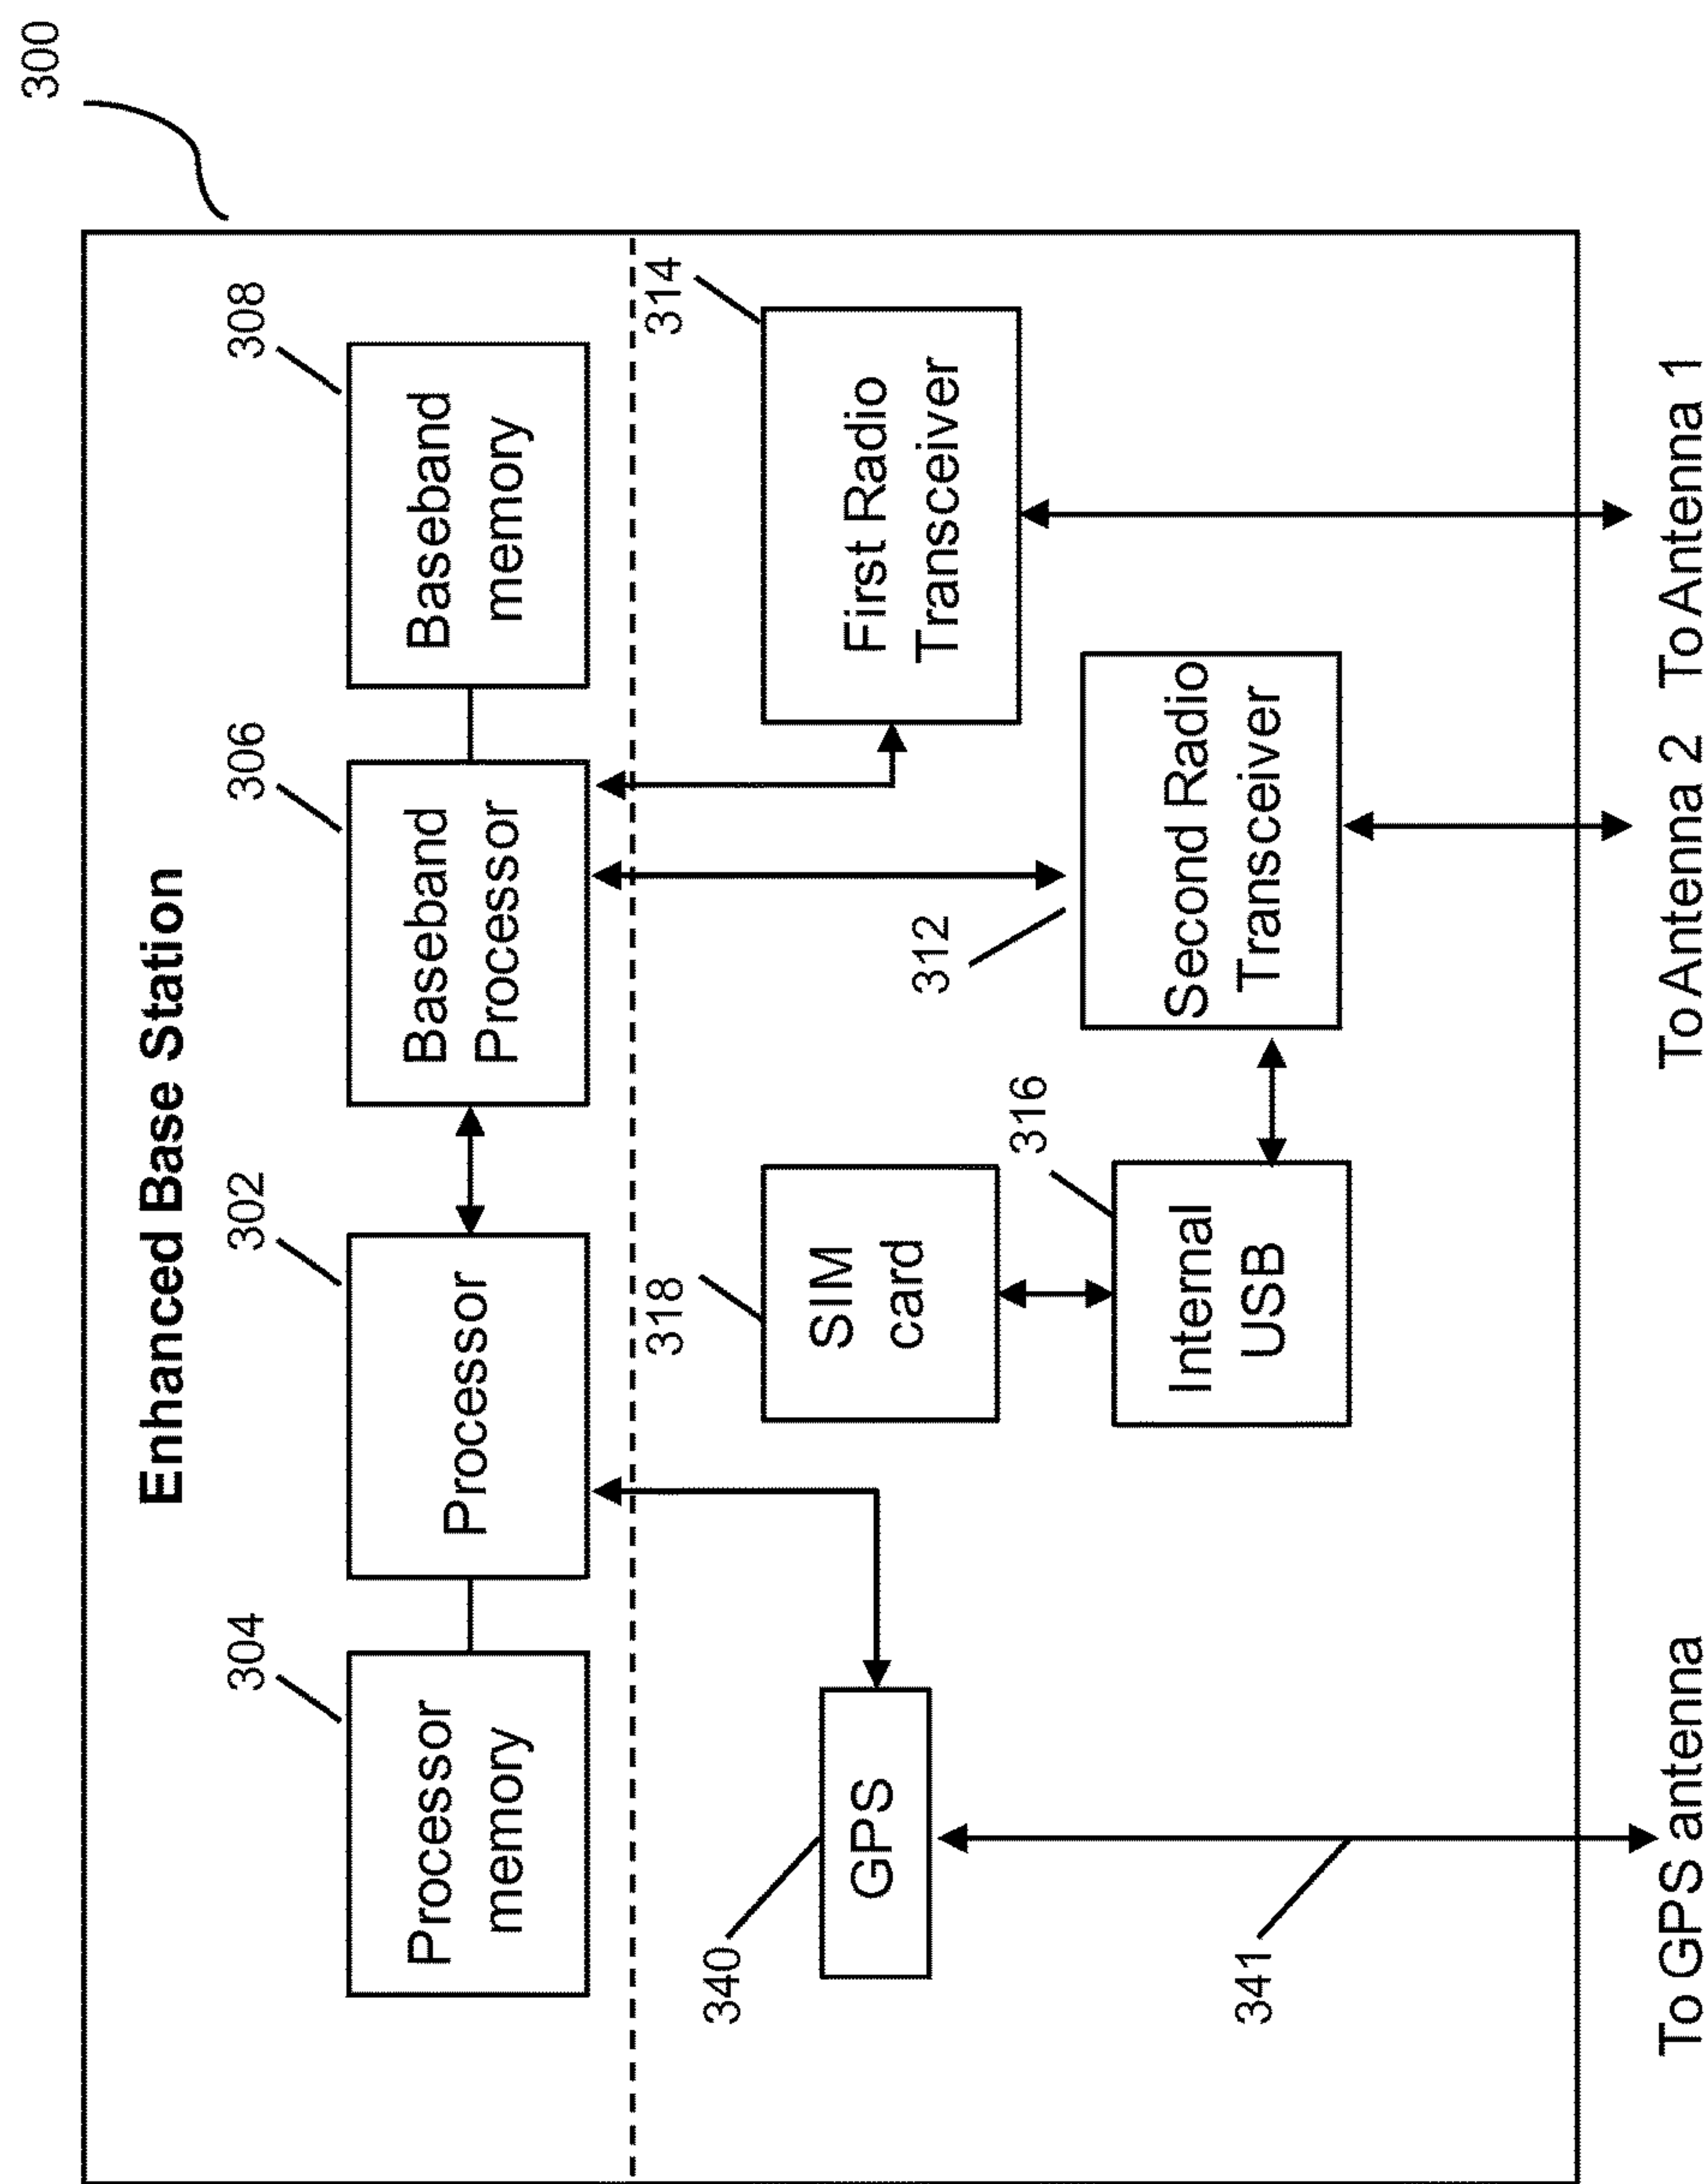 300
Enhanced Base Station
304
302
306
308
Processor
memory
Processor
Baseband
Processor
Baseband
memory
340
GPS
318
SIM
card
314
First Radio
Transceiver
316
Internal
USB
312
Second Radio
Transceiver
341
To GPS antenna
To Antenna 2
To Antenna 1